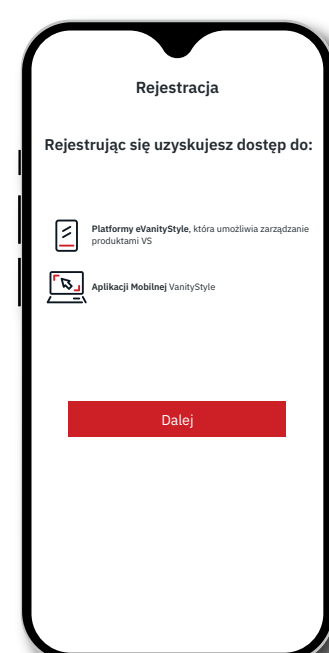 Rejestracja
Rejestrując się uzyskujesz dostęp do:
Platformy eVanityStyle, która umożliwia zarządzanie
produktami VS
Aplikacji Mobilnej VanityStyle
Dalej